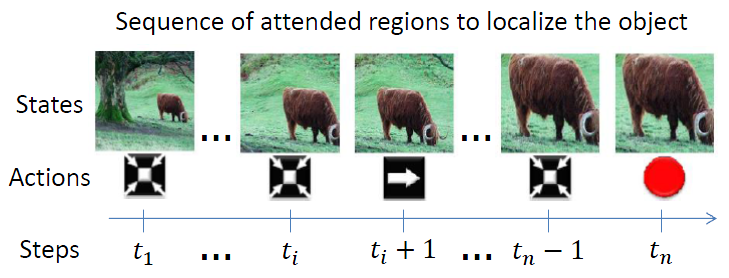 Sequence of attended regions to localize the object
States
... ...
Actions
Steps t₁ ... tᵢ tᵢ + 1 ... tₙ − 1 tₙ